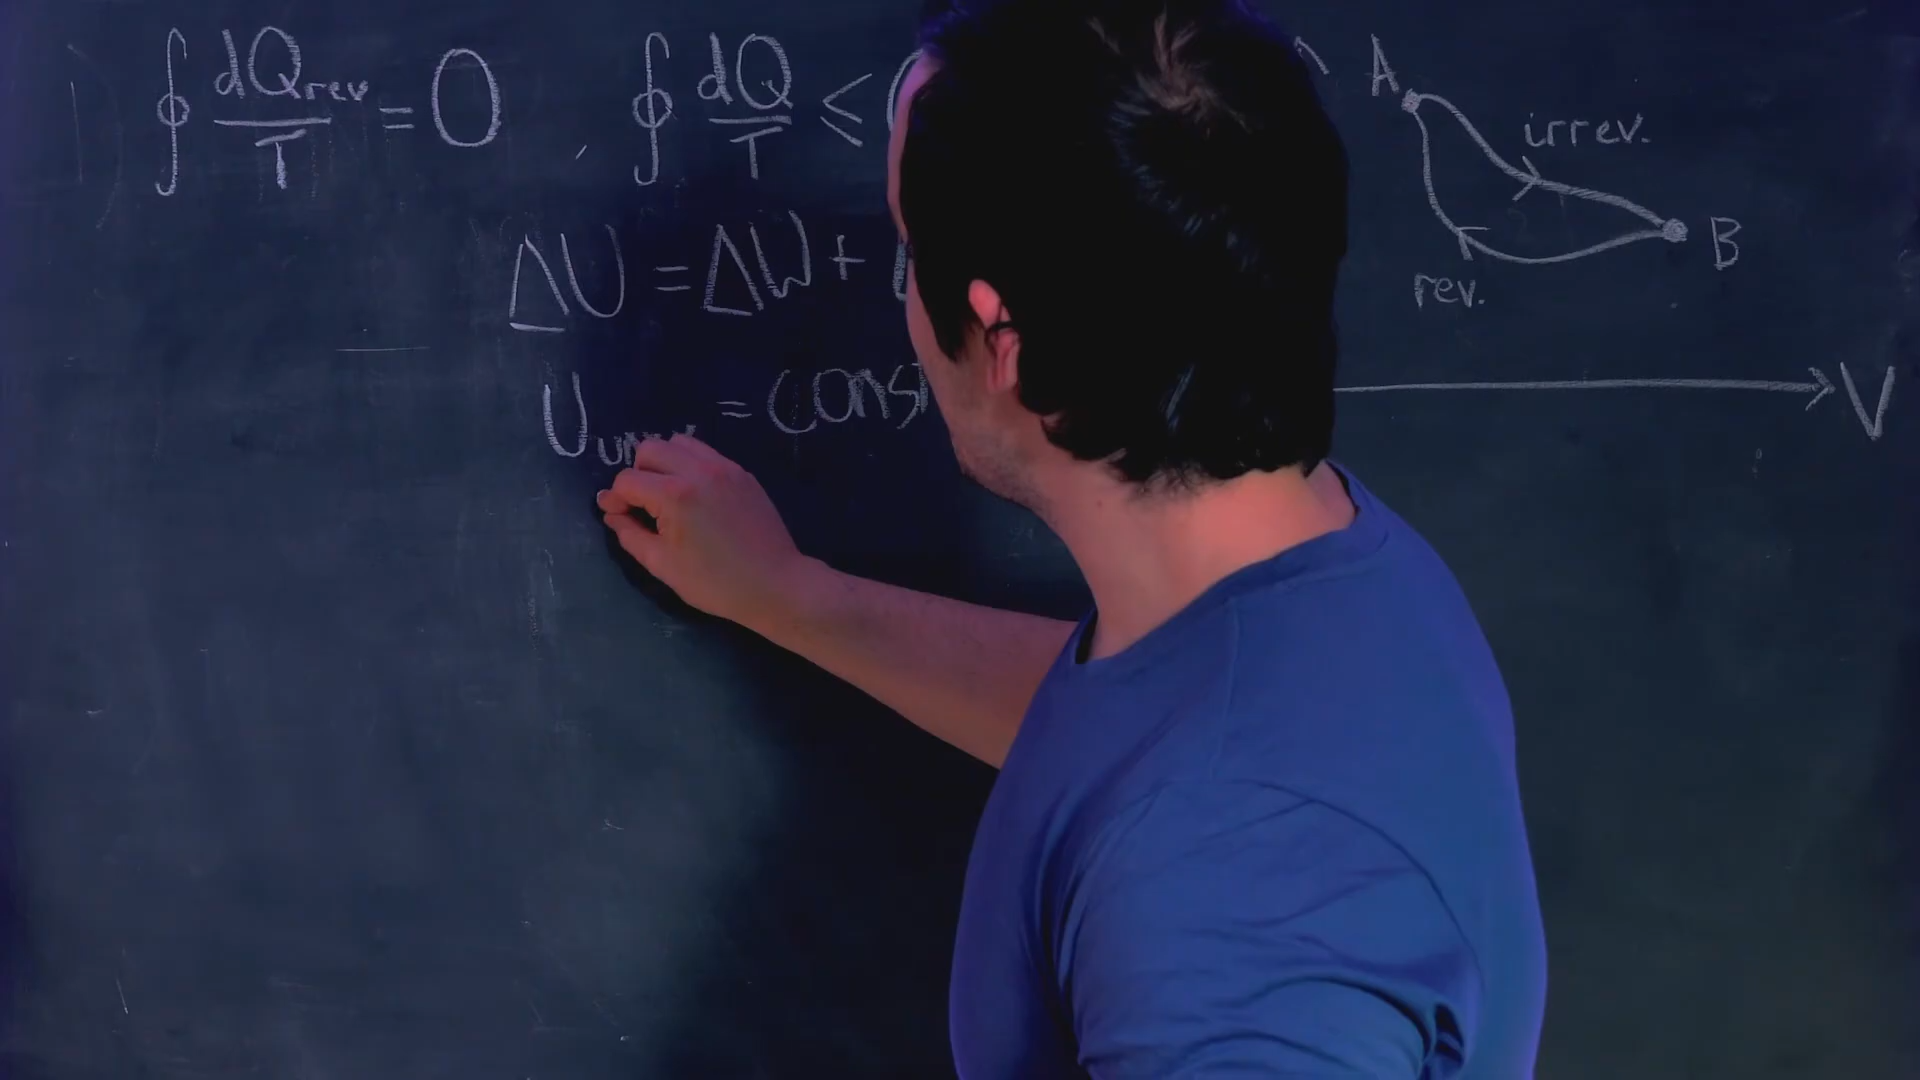 ∮ dQrev/T = 0 , ∮ dQ/T ≤
ΔU = ΔW +
U = const
A
irrev.
B
rev.
V